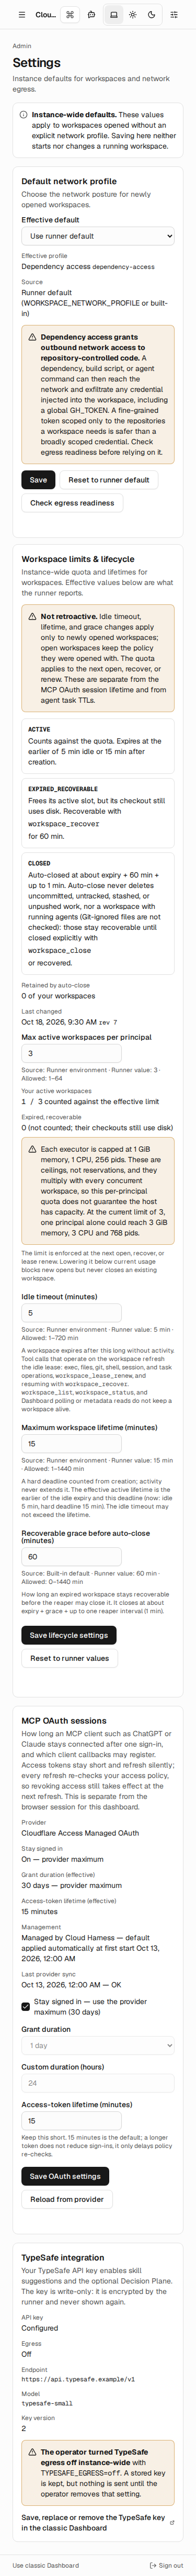 Clou...
Admin
Settings
Instance defaults for workspaces and network
egress.
Instance-wide defaults. These values
apply to workspaces opened without an
explicit network profile. Saving here neither
starts nor changes a running workspace.
Default network profile
Choose the network posture for newly
opened workspaces.
Effective default
Use runner default
Effective profile
Dependency access dependency-access
Source
Runner default
(WORKSPACE_NETWORK_PROFILE or built-
in)
Dependency access grants
outbound network access to
repository-controlled code. A
dependency, build script, or agent
command can then reach the
network and exfiltrate any credential
injected into the workspace, including
a global GH_TOKEN. A fine-grained
token scoped only to the repositories
a workspace needs is safer than a
broadly scoped credential. Check
egress readiness before relying on it.
Save
Reset to runner default
Check egress readiness
Workspace limits & lifecycle
Instance-wide quota and lifetimes for
workspaces. Effective values below are what
the runner reports.
Not retroactive. Idle timeout,
lifetime, and grace changes apply
only to newly opened workspaces;
open workspaces keep the policy
they were opened with. The quota
applies to the next open, recover, or
renew. These are separate from the
MCP OAuth session lifetime and from
agent task TTLs.
ACTIVE
Counts against the quota. Expires at the
earlier of 5 min idle or 15 min after
creation.
EXPIRED_RECOVERABLE
Frees its active slot, but its checkout still
uses disk. Recoverable with
workspace_recover
for 60 min.
CLOSED
Auto-closed at about expiry + 60 min +
up to 1 min. Auto-close never deletes
uncommitted, untracked, stashed, or
unpushed work, nor a workspace with
running agents (Git-ignored files are not
checked): those stay recoverable until
closed explicitly with
workspace_close
or recovered.
Retained by auto-close
0 of your workspaces
Last changed
Oct 18, 2026, 9:30 AM rev 7
Max active workspaces per principal
3
Source: Runner environment · Runner value: 3 ·
Allowed: 1–64
Your active workspaces
1 / 3 counted against the effective limit
Expired, recoverable
0 (not counted; their checkouts still use disk)
Each executor is capped at 1 GiB
memory, 1 CPU, 256 pids. These are
ceilings, not reservations, and they
multiply with every concurrent
workspace, so this per-principal
quota does not guarantee the host
has capacity. At the current limit of 3,
one principal alone could reach 3 GiB
memory, 3 CPU and 768 pids.
The limit is enforced at the next open, recover, or
lease renew. Lowering it below current usage
blocks new opens but never closes an existing
workspace.
Idle timeout (minutes)
5
Source: Runner environment · Runner value: 5 min ·
Allowed: 1–720 min
A workspace expires after this long without activity.
Tool calls that operate on the workspace refresh
the idle lease: exec, files, git, shell, session, and task
operations, workspace_lease_renew, and
resuming with workspace_recover.
workspace_list, workspace_status, and
Dashboard polling or metadata reads do not keep a
workspace alive.
Maximum workspace lifetime (minutes)
15
Source: Runner environment · Runner value: 15 min
· Allowed: 1–1440 min
A hard deadline counted from creation; activity
never extends it. The effective active lifetime is the
earlier of the idle expiry and this deadline (now: idle
5 min, hard deadline 15 min). The idle timeout may
not exceed the lifetime.
Recoverable grace before auto-close
(minutes)
60
Source: Built-in default · Runner value: 60 min ·
Allowed: 0–1440 min
How long an expired workspace stays recoverable
before the reaper may close it. It closes at about
expiry + grace + up to one reaper interval (1 min).
Save lifecycle settings
Reset to runner values
MCP OAuth sessions
How long an MCP client such as ChatGPT or
Claude stays connected after one sign-in,
and which client callbacks may register.
Access tokens stay short and refresh silently;
every refresh re-checks your access policy,
so revoking access still takes effect at the
next refresh. This is separate from the
browser session for this dashboard.
Provider
Cloudflare Access Managed OAuth
Stay signed in
On — provider maximum
Grant duration (effective)
30 days — provider maximum
Access-token lifetime (effective)
15 minutes
Management
Managed by Cloud Harness — default
applied automatically at first start Oct 13,
2026, 12:00 AM
Last provider sync
Oct 13, 2026, 12:00 AM — OK
Stay signed in — use the provider
maximum (30 days)
Grant duration
1 day
Custom duration (hours)
24
Access-token lifetime (minutes)
15
Keep this short. 15 minutes is the default; a longer
token does not reduce sign-ins, it only delays policy
re-checks.
Save OAuth settings
Reload from provider
TypeSafe integration
Your TypeSafe API key enables skill
suggestions and the optional Decision Plane.
The key is write-only: it is encrypted by the
runner and never shown again.
API key
Configured
Egress
Off
Endpoint
https://api.typesafe.example/v1
Model
typesafe-small
Key version
2
The operator turned TypeSafe
egress off instance-wide with
TYPESAFE_EGRESS=off. A stored key
is kept, but nothing is sent until the
operator removes that setting.
Save, replace or remove the TypeSafe key
in the classic Dashboard
Use classic Dashboard
Sign out